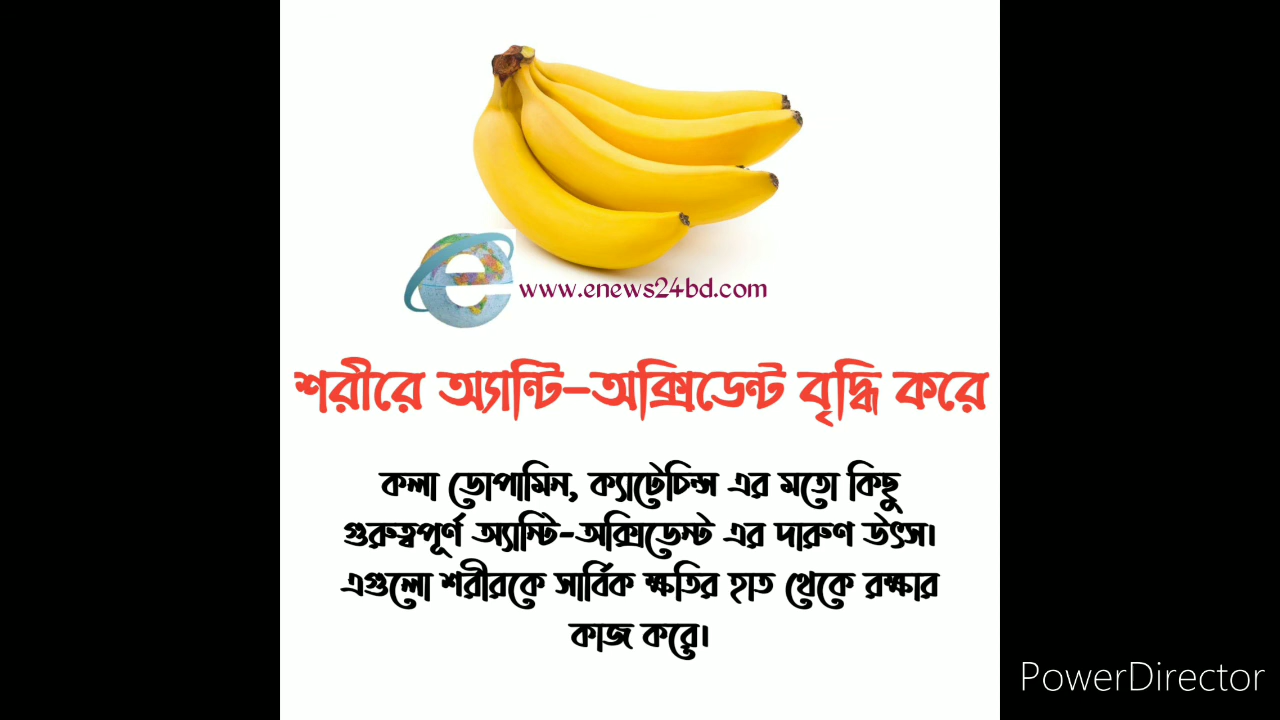 www.enews24bd.com
শরীরে অ্যান্টি-অক্সিডেন্ট বৃদ্ধি করে
কলা ডোপামিন, ক্যাটেচিন্স এর মতো কিছু
গুরুত্বপূর্ণ অ্যান্টি-অক্সিডেন্ট এর দারুণ উৎস।
এগুলো শরীরকে সার্বিক ক্ষতির হাত থেকে রক্ষার
কাজ করে।
PowerDirector